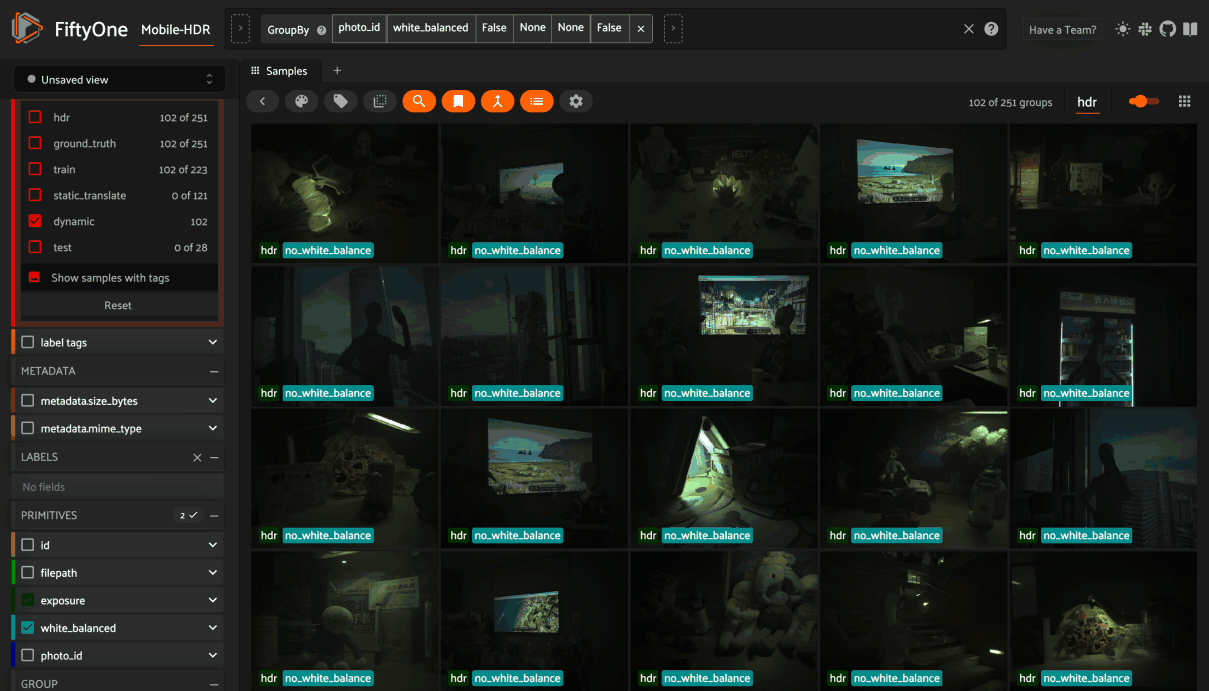 FiftyOne
Mobile-HDR
GroupBy ? photo_id white_balanced False None None False
?
Have a Team?
Unsaved view
Samples +
102 of 251 groups
hdr
hdr 102 of 251
ground_truth 102 of 251
train 102 of 223
static_translate 0 of 121
dynamic 102
test 0 of 28
Show samples with tags
Reset
label tags
METADATA
metadata.size_bytes
metadata.mime_type
LABELS
No fields
PRIMITIVES 2
id
filepath
exposure
white_balanced
photo_id
GROUP
IELTS
hdr no_white_balance hdr no_white_balance hdr no_white_balance hdr no_white_balance hdr no_white_balance
hdr no_white_balance hdr no_white_balance hdr no_white_balance hdr no_white_balance hdr no_white_balance
hdr no_white_balance hdr no_white_balance hdr no_white_balance hdr no_white_balance hdr no_white_balance
hdr no_white_balance hdr no_white_balance hdr no_white_balance hdr no_white_balance hdr no_white_balance